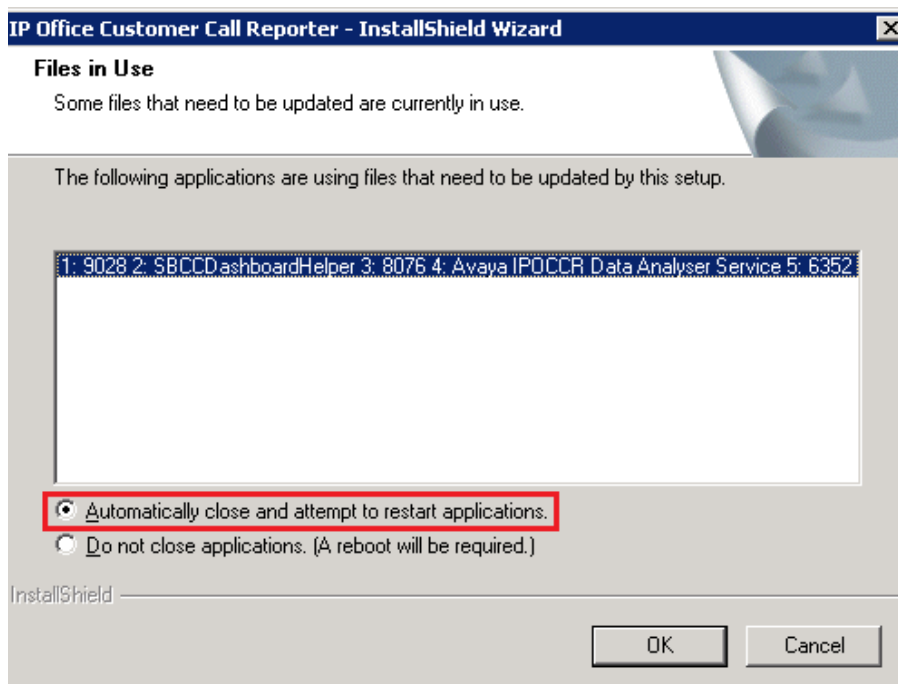 IP Office Customer Call Reporter - InstallShield Wizard
Files in Use
Some files that need to be updated are currently in use.
The following applications are using files that need to be updated by this setup.
1: 9028 2: SBCCDashboardHelper 3: 8076 4: Avaya IPOCCR Data Analyser Service 5: 6352
Automatically close and attempt to restart applications.
Do not close applications. (A reboot will be required.)
InstallShield
OK Cancel